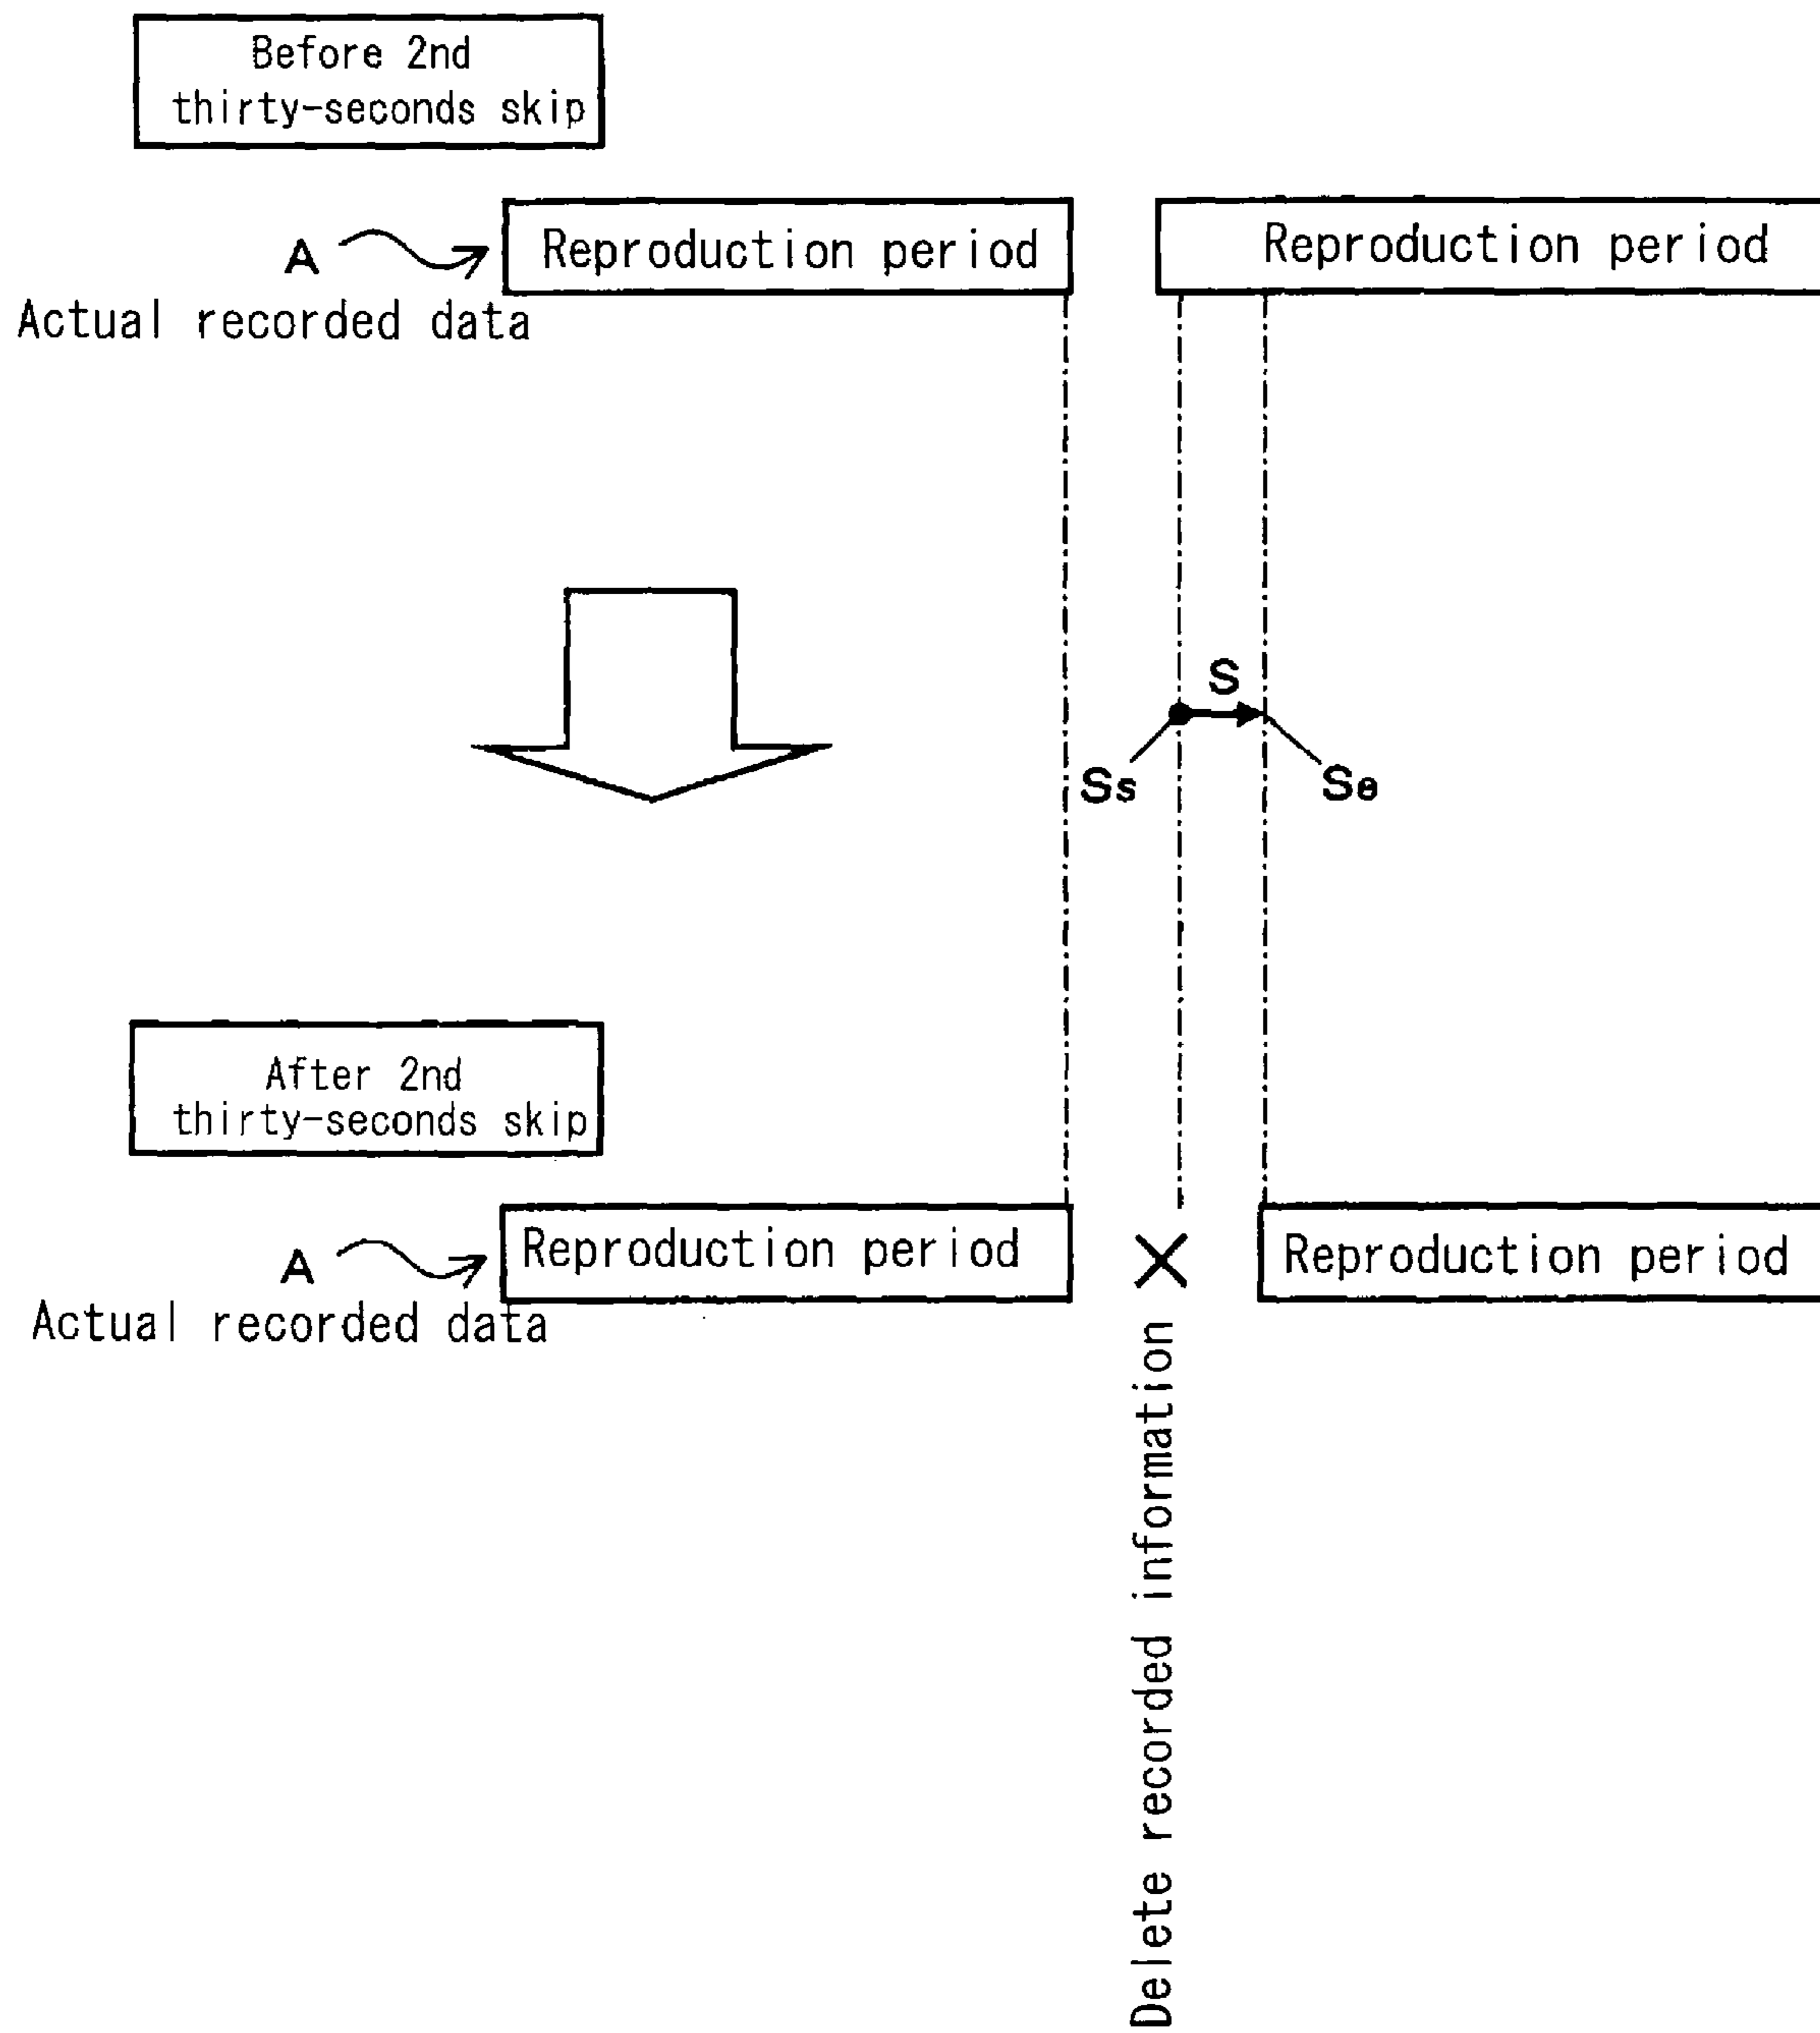 Before 2nd
thirty-seconds skip
A
Reproduction period
Reproduction period
Actual recorded data
S
Ss
Se
After 2nd
thirty-seconds skip
A
Reproduction period
Reproduction period
Actual recorded data
Delete recorded information